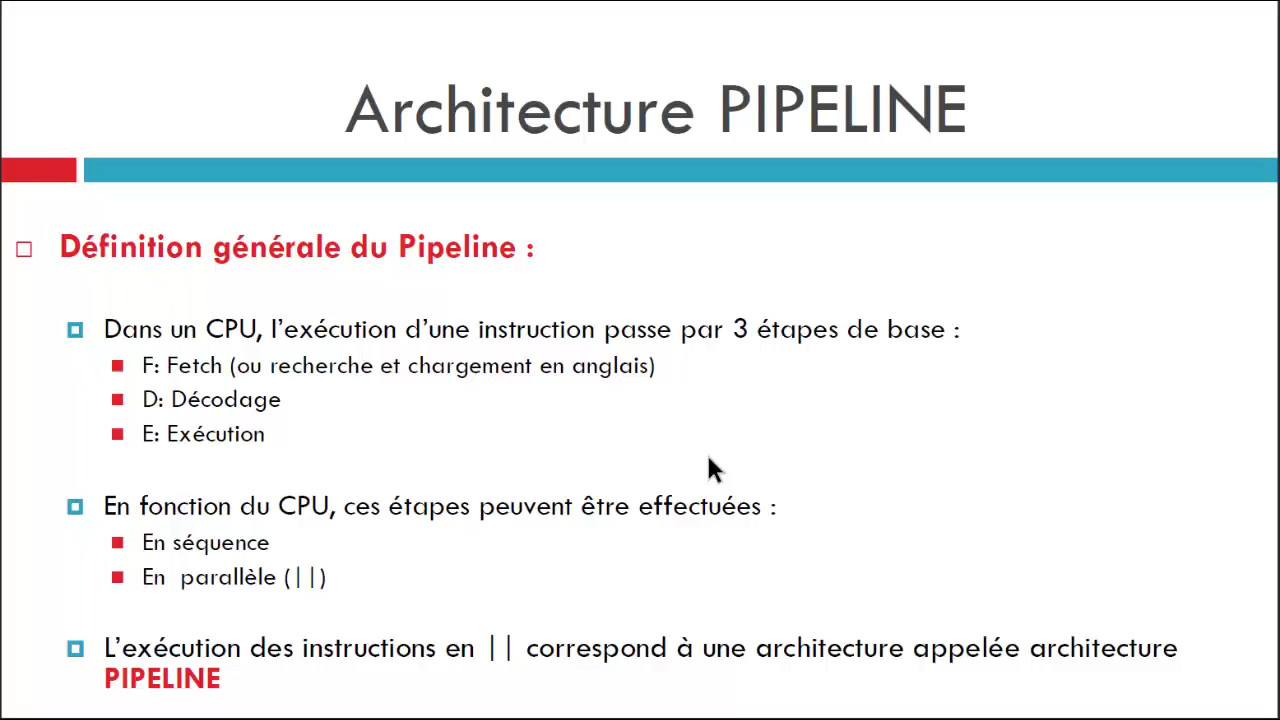 Architecture PIPELINE
Définition générale du Pipeline :
Dans un CPU, l’exécution d’une instruction passe par 3 étapes de base :
F: Fetch (ou recherche et chargement en anglais)
D: Décodage
E: Exécution
En fonction du CPU, ces étapes peuvent être effectuées :
En séquence
En parallèle (||)
L’exécution des instructions en || correspond à une architecture appelée architecture
PIPELINE